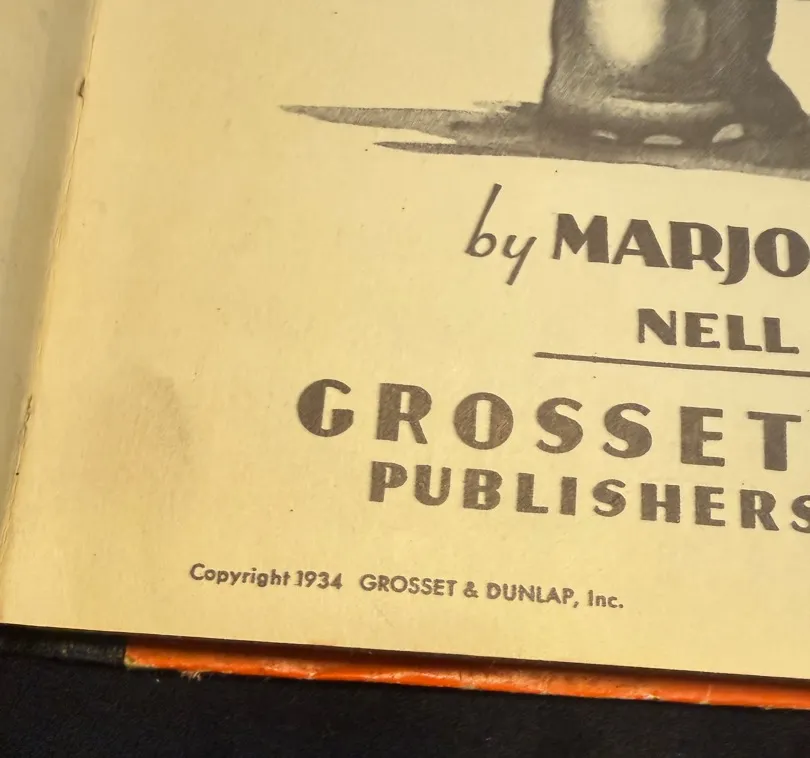 by MARJO
NELL
GROSSET
PUBLISHERS
Copyright 1934 GROSSET & DUNLAP, Inc.